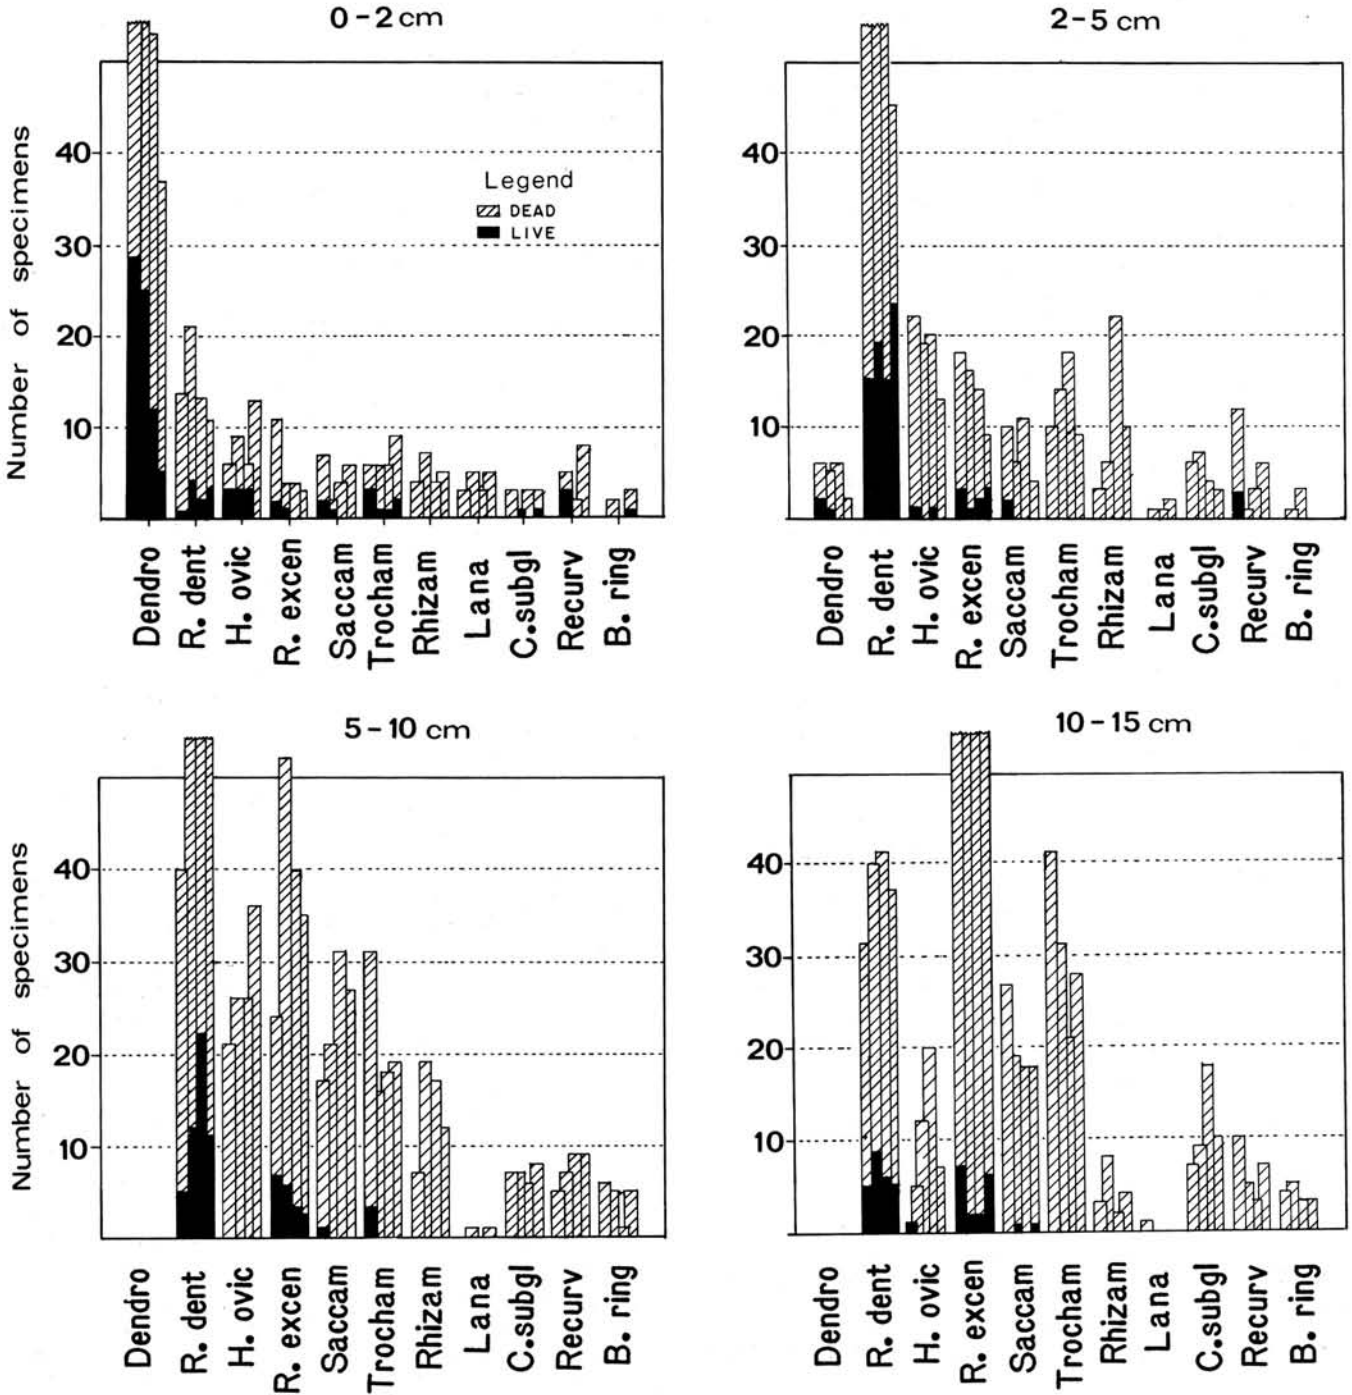 0-2 cm
2-5 cm
Number of specimens
40
30
20
10
Legend
DEAD
LIVE
40
30
20
10
Dendro
R. dent
H. ovic
R. excen
Saccam
Trocham
Rhizam
Lana
C.subgl
Recurv
B. ring
Dendro
R. dent
H. ovic
R. excen
Saccam
Trocham
Rhizam
Lana
C.subgl
Recurv
B. ring
5-10 cm
10-15 cm
Number of specimens
40
30
20
10
40
30
20
10
Dendro
R. dent
H. ovic
R. excen
Saccam
Trocham
Rhizam
Lana
C.subgl
Recurv
B. ring
Dendro
R. dent
H. ovic
R. excen
Saccam
Trocham
Rhizam
Lana
C.subgl
Recurv
B. ring